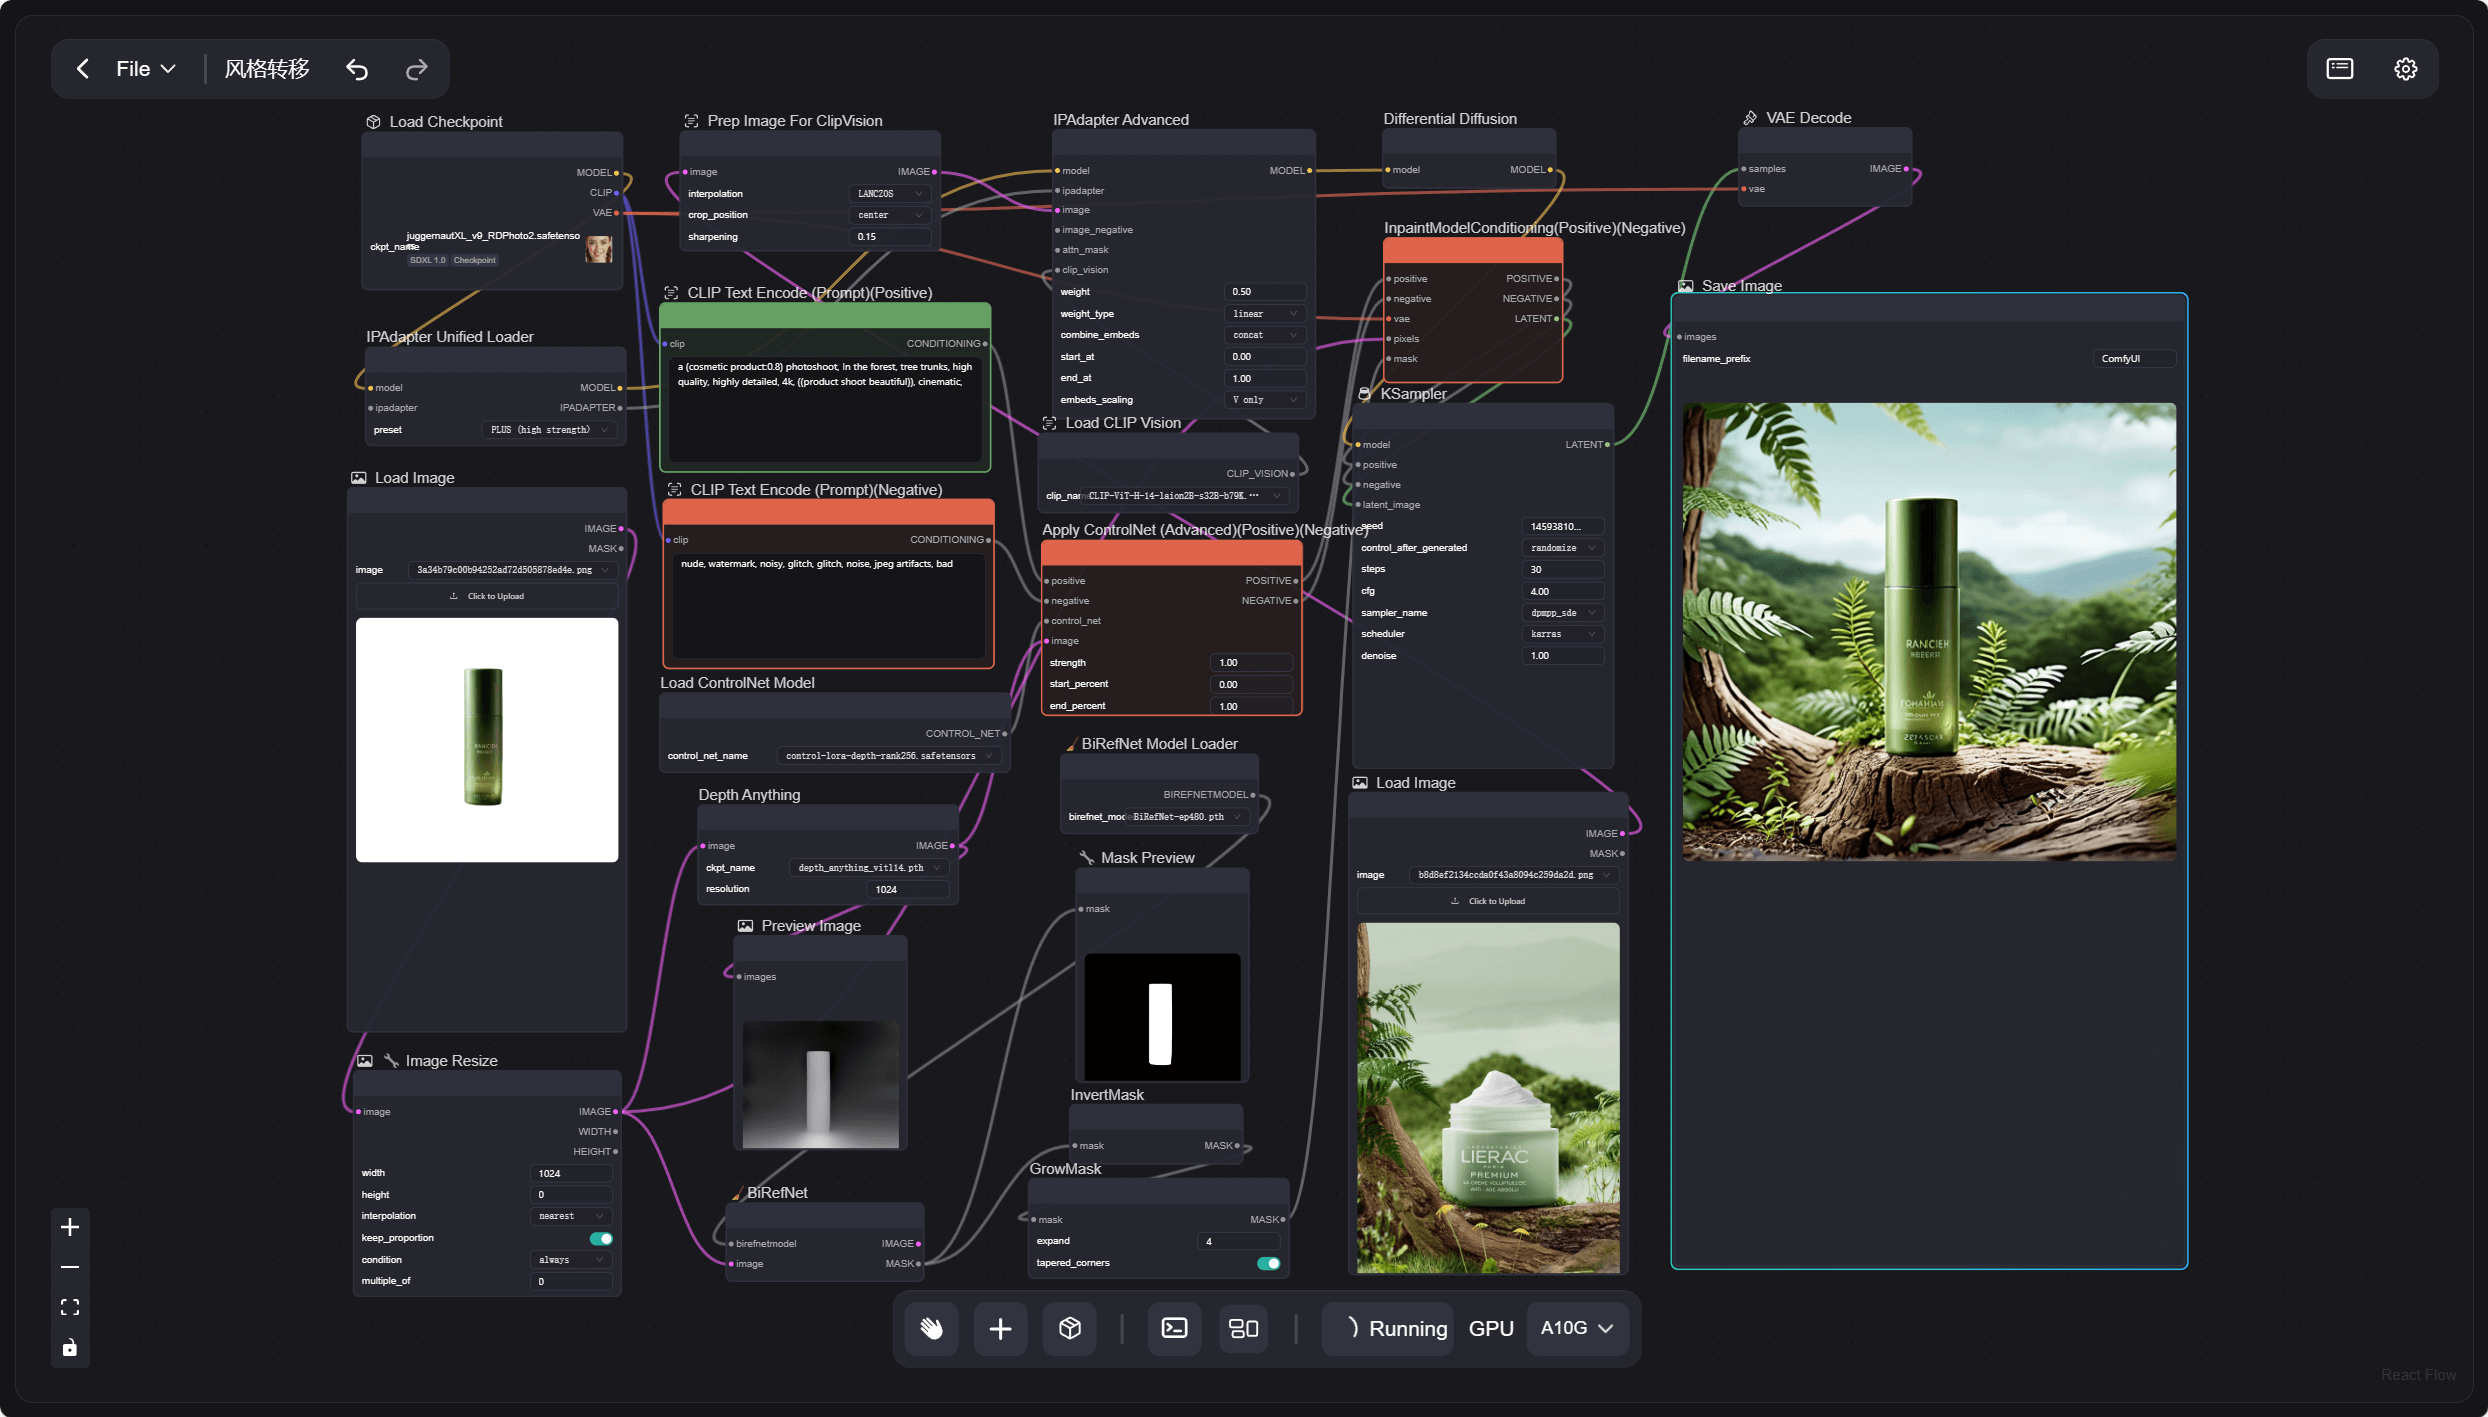 File
风格转移
Load Checkpoint
MODEL
CLIP
VAE
ckpt_name
juggernautXL_v9_RDPhoto2.safetensors
SDXL 1.0
Checkpoint
IPAdapter Unified Loader
model
MODEL
ipadapter
IPADAPTER
preset
PLUS (high strength)
Load Image
IMAGE
MASK
image
3a34b79c00b94252ad72d505878ed4e.png
Click to Upload
Image Resize
image
IMAGE
WIDTH
HEIGHT
width
1024
height
0
interpolation
nearest
keep_proportion
condition
always
multiple_of
0
Prep Image For ClipVision
image
IMAGE
interpolation
LANCZOS
crop_position
center
sharpening
0.15
CLIP Text Encode (Prompt)(Positive)
clip
CONDITIONING
a (cosmetic product:0.8) photoshoot, In the forest, tree trunks, high
quality, highly detailed, 4k, ((product shoot beautiful)), cinematic,
CLIP Text Encode (Prompt)(Negative)
clip
CONDITIONING
nude, watermark, noisy, glitch, glitch, noise, jpeg artifacts, bad
Load ControlNet Model
CONTROL_NET
control_net_name
control-lora-depth-rank256.safetensors
Depth Anything
image
IMAGE
ckpt_name
depth_anything_vitl14.pth
resolution
1024
Preview Image
images
BiRefNet
birefnetmodel
IMAGE
image
MASK
IPAdapter Advanced
model
MODEL
ipadapter
image
image_negative
attn_mask
clip_vision
weight
0.50
weight_type
linear
combine_embeds
concat
start_at
0.00
end_at
1.00
embeds_scaling
V only
Load CLIP Vision
CLIP_VISION
clip_nam
CLIP-ViT-H-14-laion2B-s32B-b79K.···
Apply ControlNet (Advanced)(Positive)(Negative)
positive
POSITIVE
negative
NEGATIVE
control_net
image
strength
1.00
start_percent
0.00
end_percent
1.00
BiRefNet Model Loader
BIREFNETMODEL
birefnet_mode
BiRefNet-ep480.pth
Mask Preview
mask
InvertMask
mask
MASK
GrowMask
mask
MASK
expand
4
tapered_corners
Differential Diffusion
model
MODEL
InpaintModelConditioning(Positive)(Negative)
positive
POSITIVE
negative
NEGATIVE
vae
LATENT
pixels
mask
KSampler
model
LATENT
positive
negative
latent_image
seed
14593810...
control_after_generated
randomize
steps
30
cfg
4.00
sampler_name
dpmpp_sde
scheduler
karras
denoise
1.00
Load Image
IMAGE
MASK
image
b8d8ef2134ccda0f43a8094c259da2d.png
Click to Upload
LABORATOIRES
LIERAC
PARIS
PREMIUM
LA CRÈME VOLUPTUEUSE
ANTI-AGE ABSOLU
VAE Decode
samples
IMAGE
vae
Save Image
images
filename_prefix
ComfyUI
RANCIEH
Running
GPU
A10G
React Flow